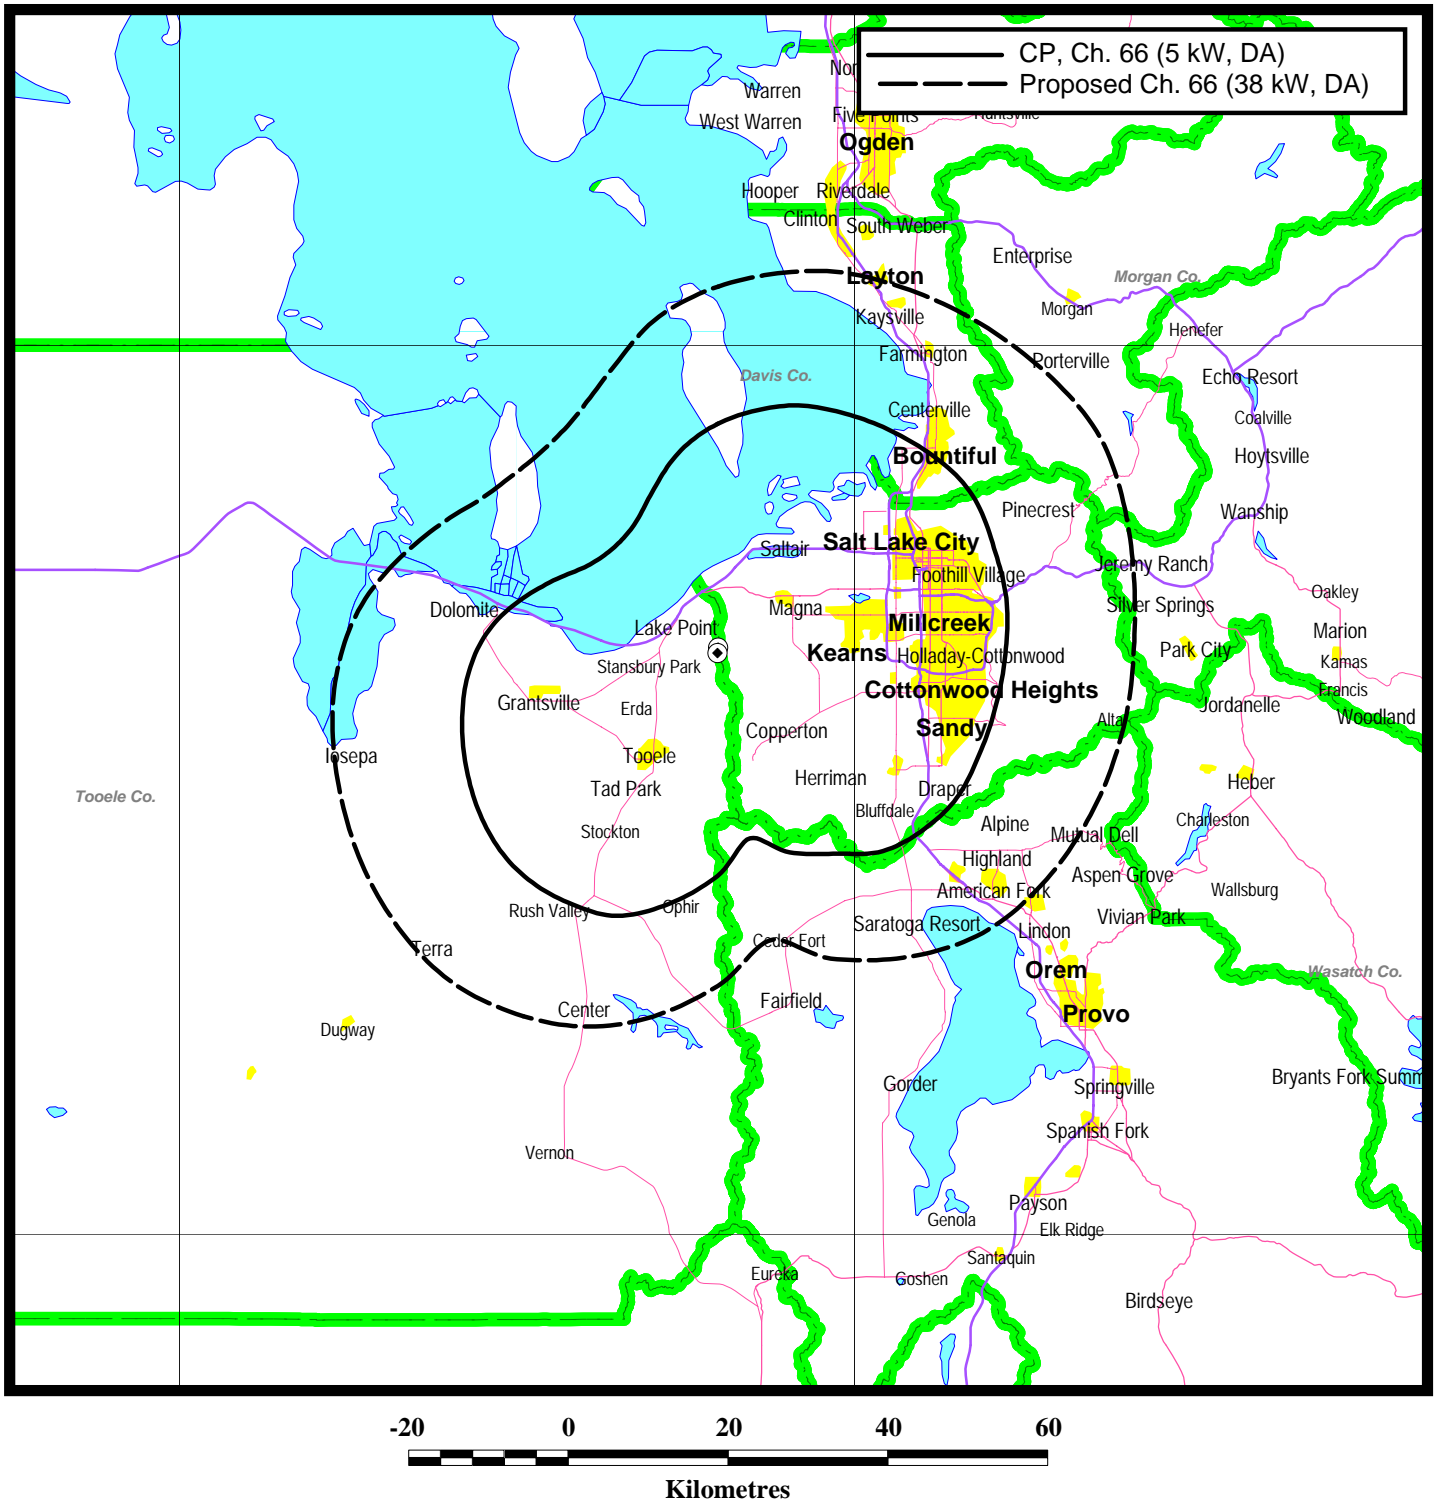 CP, Ch. 66 (5 kW, DA)
Proposed Ch. 66 (38 kW, DA)
Nor
Warren
West Warren
Five Points
Huntsville
Ogden
Hooper
Riverdale
Clinton
South Weber
Enterprise
Layton
Morgan Co.
Morgan
Kaysville
Henefer
Farmington
Porterville
Davis Co.
Echo Resort
Centerville
Coalville
Bountiful
Hoytsville
Pinecrest
Wanship
Salt Lake City
Saltair
Jeremy Ranch
Foothill Village
Oakley
Dolomite
Magna
Silver Springs
Lake Point
Millcreek
Marion
Kearns
Holladay-Cottonwood
Park City
Stansbury Park
Kamas
Cottonwood Heights
Francis
Grantsville
Erda
Jordanelle
Copperton
Sandy
Alta
Woodland
Iosepa
Tooele
Herriman
Heber
Tooele Co.
Tad Park
Draper
Bluffdale
Charleston
Stockton
Alpine
Mutual Dell
Highland
American Fork
Aspen Grove
Wallsburg
Rush Valley
Ophir
Vivian Park
Saratoga Resort
Lindon
Terra
Cedar Fort
Orem
Wasatch Co.
Center
Fairfield
Provo
Dugway
Gorder
Springville
Bryants Fork Summ
Spanish Fork
Vernon
Payson
Genola
Elk Ridge
Santaquin
Eureka
Goshen
Birdseye
-20 0 20 40 60
Kilometres